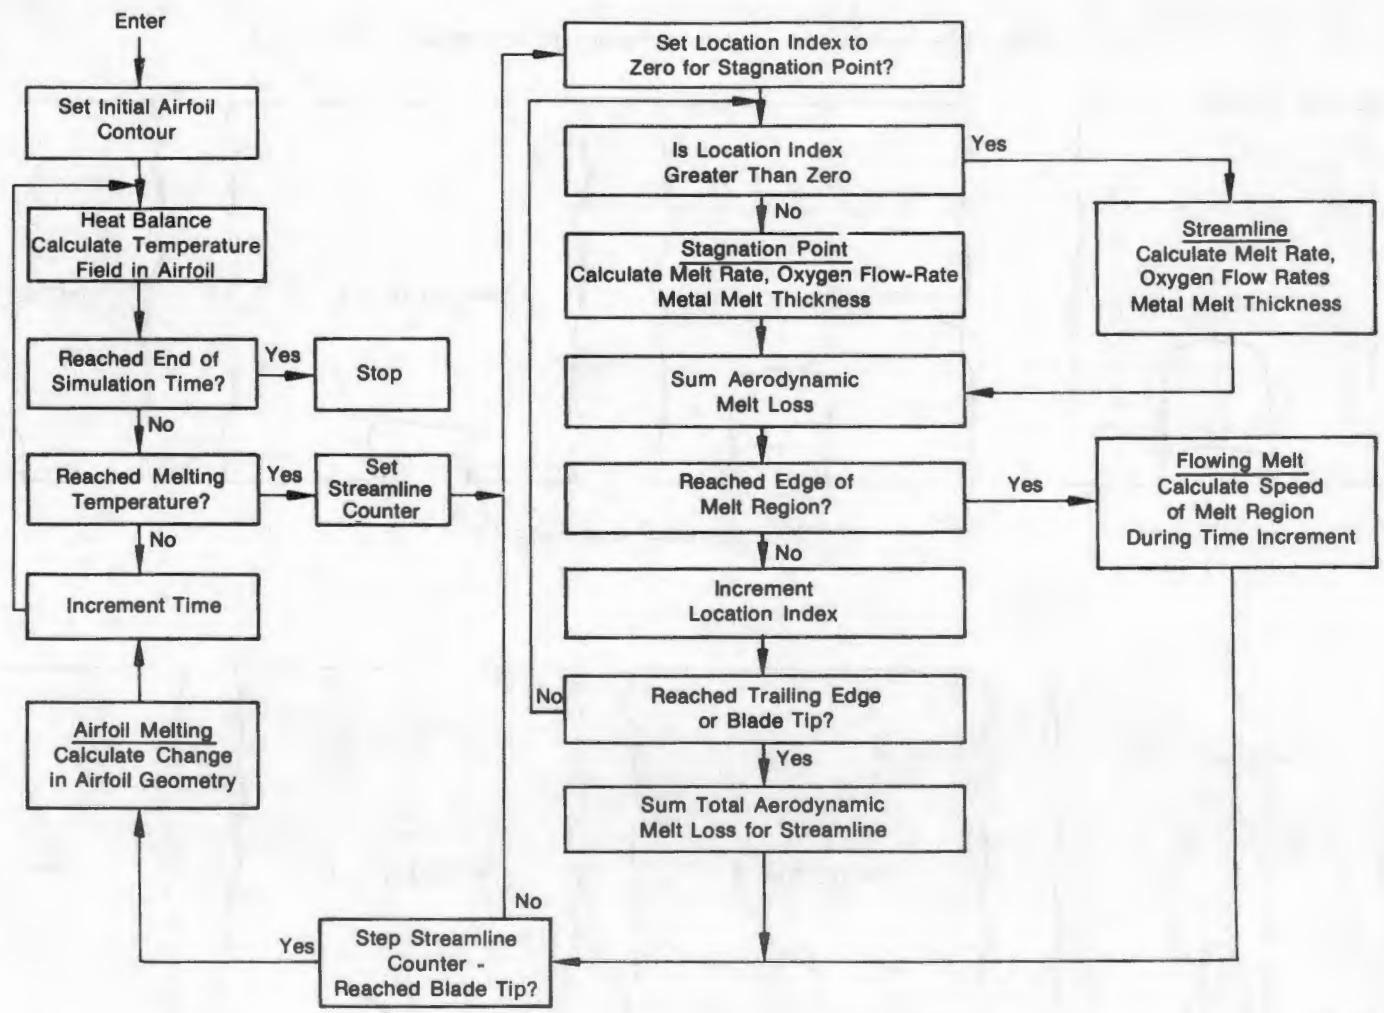 Enter
Set Initial Airfoil
Contour
Heat Balance
Calculate Temperature
Field in Airfoil
Reached End of
Simulation Time?
Yes
Stop
No
Reached Melting
Temperature?
Yes
Set
Streamline
Counter
No
Increment Time
Airfoil Melting
Calculate Change
in Airfoil Geometry
Set Location Index to
Zero for Stagnation Point?
Is Location Index
Greater Than Zero
Yes
No
Stagnation Point
Calculate Melt Rate, Oxygen Flow-Rate
Metal Melt Thickness
Streamline
Calculate Melt Rate,
Oxygen Flow Rates
Metal Melt Thickness
Sum Aerodynamic
Melt Loss
Reached Edge of
Melt Region?
Yes
Flowing Melt
Calculate Speed
of Melt Region
During Time Increment
No
Increment
Location Index
No
Reached Trailing Edge
or Blade Tip?
Yes
Sum Total Aerodynamic
Melt Loss for Streamline
No
Yes
Step Streamline
Counter -
Reached Blade Tip?